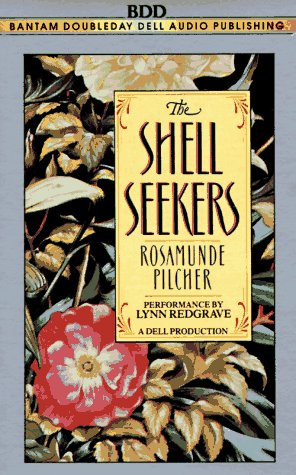 BDD
BANTAM DOUBLEDAY DELL AUDIO PUBLISHING
The
SHELL
SEEKERS
ROSAMUNDE
PILCHER
PERFORMANCE BY
LYNN REDGRAVE
A DELL PRODUCTION